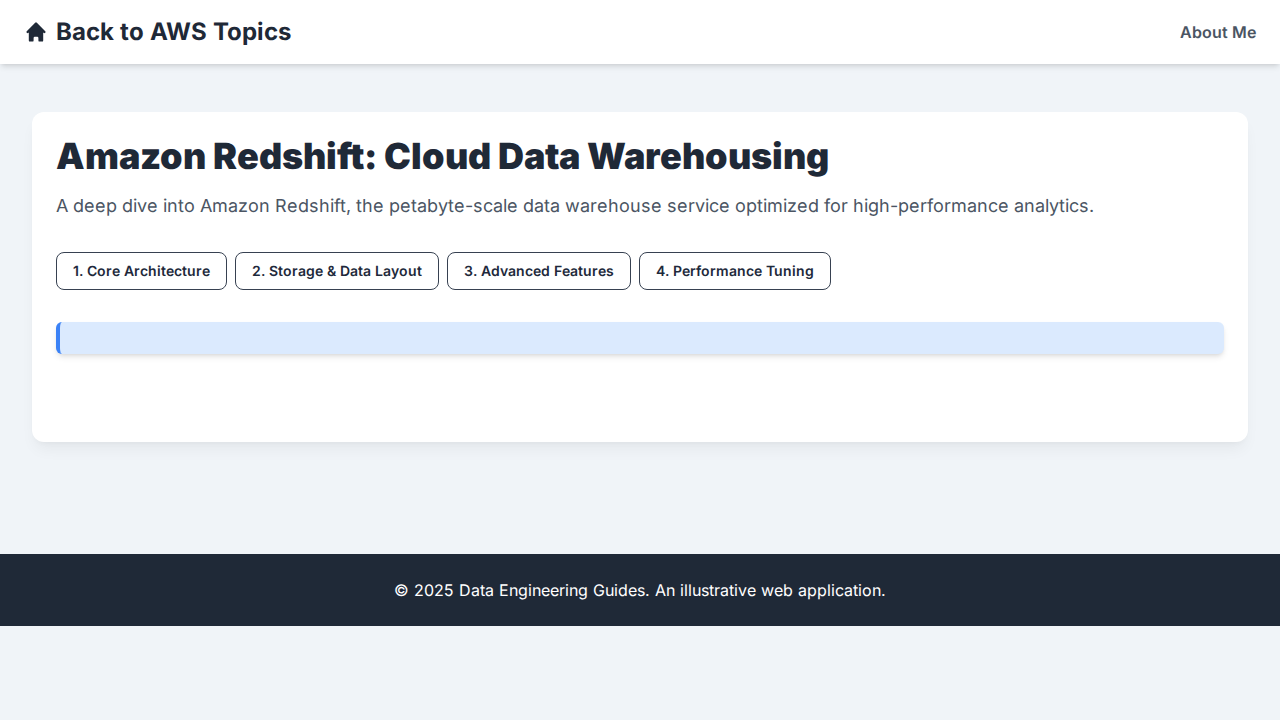 Back to AWS Topics
About Me
Amazon Redshift: Cloud Data Warehousing
A deep dive into Amazon Redshift, the petabyte-scale data warehouse service optimized for high-performance analytics.
1. Core Architecture
2. Storage & Data Layout
3. Advanced Features
4. Performance Tuning
© 2025 Data Engineering Guides. An illustrative web application.